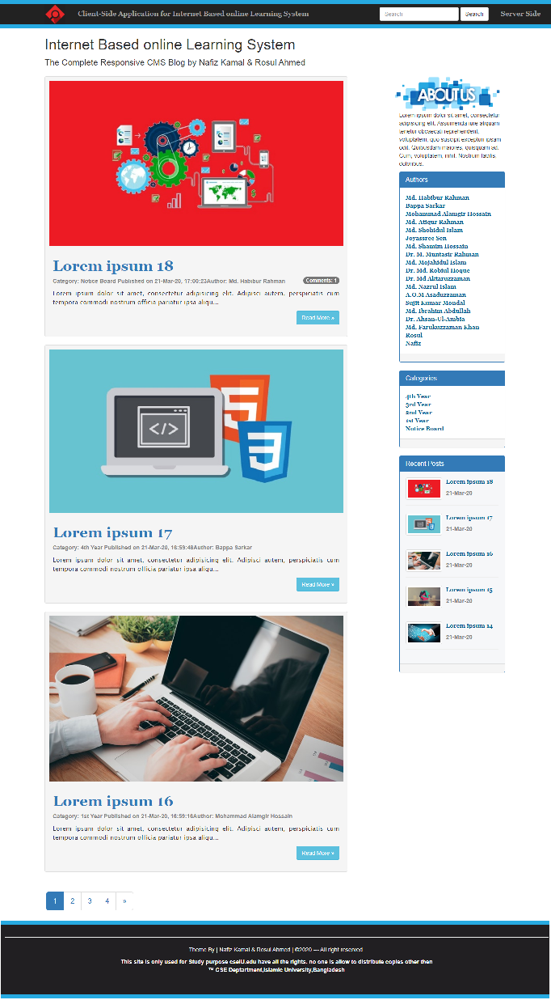 Client-Side Application for Internet Based online Learning System
Search
Search
Server Side
Internet Based online Learning System
The Complete Responsive CMS Blog by Nafiz Kamal & Rosul Ahmed
Lorem ipsum 18
Category: Notice Board Published on 21-Mar-20, 17:00:23Author: Md. Habibur Rahman
Comments: 1
Lorem ipsum dolor sit amet, consectetur adipisicing elit. Adipisci autem, perspiciatis cum
tempora commodi nostrum officia pariatur ipsa aliqu...
Read More »
</>
Lorem ipsum 17
Category: 4th Year Published on 21-Mar-20, 16:59:48Author: Bappa Sarkar
Lorem ipsum dolor sit amet, consectetur adipisicing elit. Adipisci autem, perspiciatis cum
tempora commodi nostrum officia pariatur ipsa aliqu...
Read More »
Lorem ipsum 16
Category: 1st Year Published on 21-Mar-20, 16:59:16Author: Mohammad Alamgir Hossain
Lorem ipsum dolor sit amet, consectetur adipisicing elit. Adipisci autem, perspiciatis cum
tempora commodi nostrum officia pariatur ipsa aliqu...
Read More »
1 2 3 4 »
ABOUT US
Lorem ipsum dolor sit amet, consectetur
adipisicing elit. Assumenda iure aliquam
tenetur obcaecati reprehenderit,
voluptatem, quo suscipit excepturi ipsam
odit. Quibusdam maiores, quisquam ad.
Cum, voluptatem, nihil. Nostrum facilis,
doloribus.
Authors
Md. Habibur Rahman
Bappa Sarkar
Mohammad Alamgir Hossain
Md. Atiqur Rahman
Md. Shohidul Islam
Joyassree Sen
Md. Shamim Hossain
Dr. M. Muntasir Rahman
Md. Mojahidul Islam
Dr. Md. Robiul Hoque
Dr. Md Aktaruzzaman
Md. Nazrul Islam
A.O.M Asaduzzaman
Sujit Kumar Mondal
Md. Ibrahim Abdullah
Dr. Ahsan-Ul-Ambia
Md. Farukuzzaman Khan
Rosul
Nafiz
Categories
4th Year
3rd Year
2nd Year
1st Year
Notice Board
Recent Posts
Lorem ipsum 18
21-Mar-20
Lorem ipsum 17
21-Mar-20
Lorem ipsum 16
21-Mar-20
Lorem ipsum 15
21-Mar-20
Lorem ipsum 14
21-Mar-20
Theme By | Nafiz Kamal & Rosul Ahmed | ©2020 --- All right reserved
This site is only used for Study purpose cseiU.edu have all the rights. no one is allow to distribute copies other then
™ CSE Deptartment,Islamic University,Bangladesh